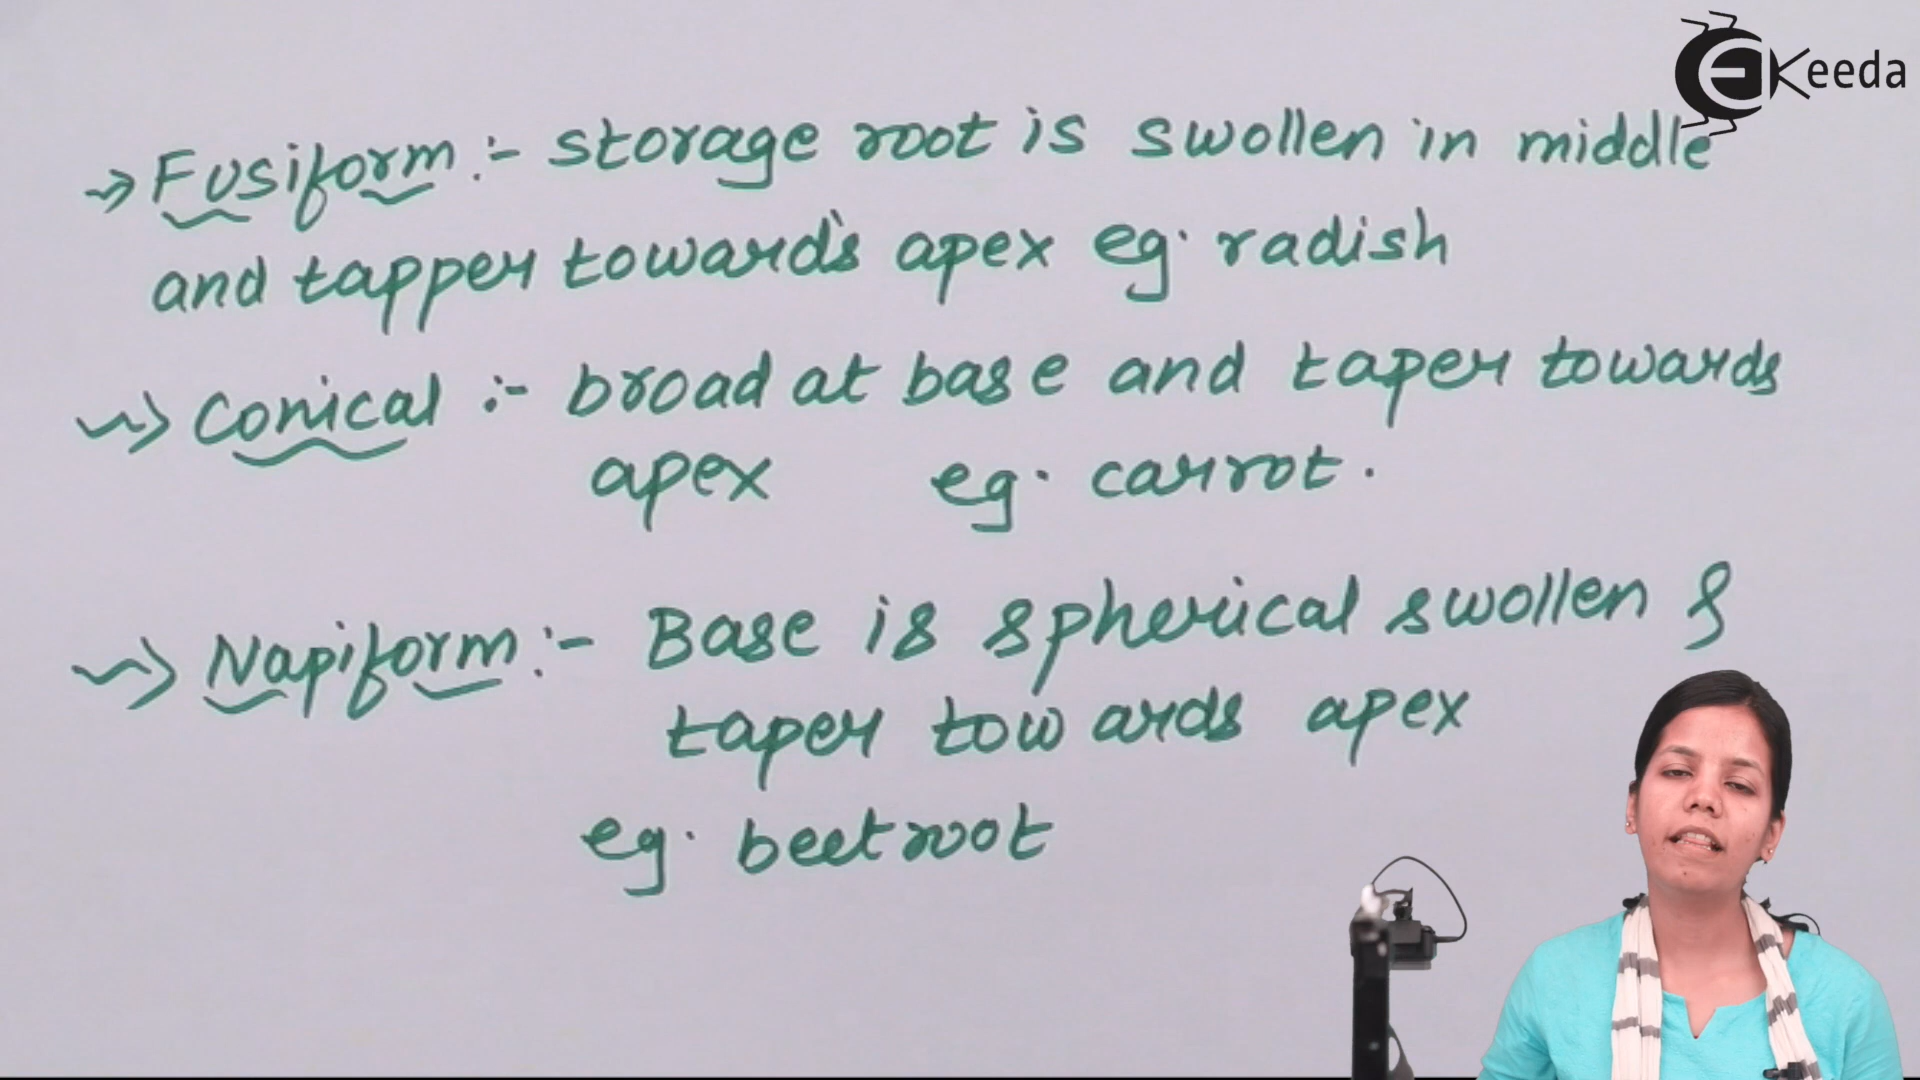 EKeeda
→ Fusiform :- storage root is swollen in middle
and tapper towards apex eg. radish
→ Conical :- broad at base and taper towards
apex eg. carrot.
→ Napiform :- Base is spherical swollen &
taper towards apex
eg. beetroot